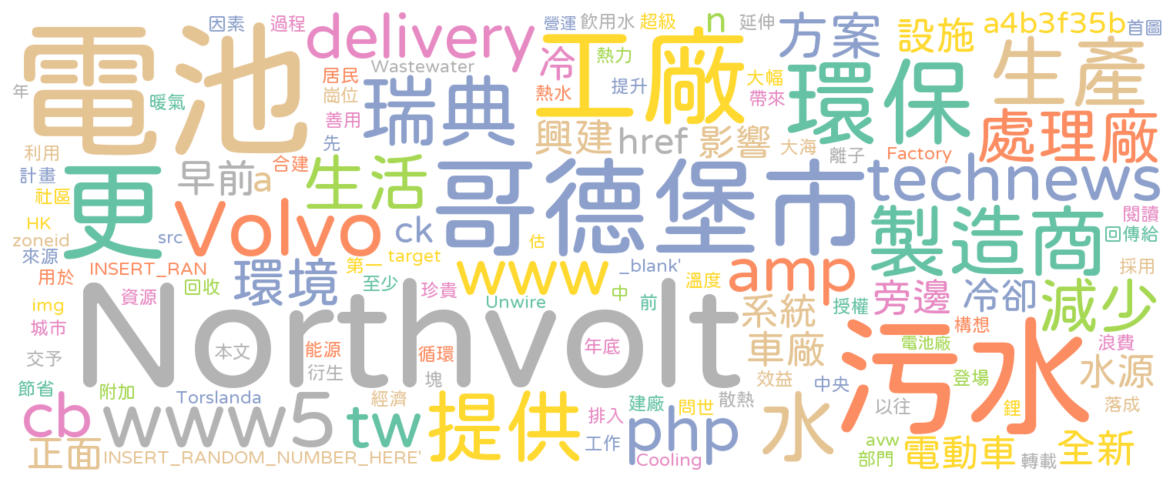 電池
因素
過程
delivery
Wastewater
營運
飲用水
超級
n
延伸
方案
設施
a4b3f35b
首圖
年
暖氣
居民
崗位
善用
先
瑞典
冷
熱水
熱力
提升
工廠
大幅
帶來
環保
生產
利用
計畫
社區
更
早前
a
合建
生活
興建
href
影響
大海
離子
Factory
處理廠
technews
HK
zoneid
來源
用於
src
Volvo
ck
哥德堡市
製造商
閱讀
回傳給
採用
INSERT_RAN
環境
第一
target
估
www
_blank'
amp
溫度
授權
旁邊
冷卻
減少
img
資源
回收
至少
珍貴
Unwire
中
前
系統
構想
城市
交予
Northvolt
本文
能源
衍生
循環
塊
年底
車廠
效益
污水
電池廠
登場
浪費
水源
節省
附加
Torslanda
經濟
中央
以往
鋰
落成
cb
www5
tw
提供
排入
建廠
問世
散熱
水
php
正面
INSERT_RANDOM_NUMBER_HERE'
工作
Cooling
avw
部門
電動車
轉載
全新